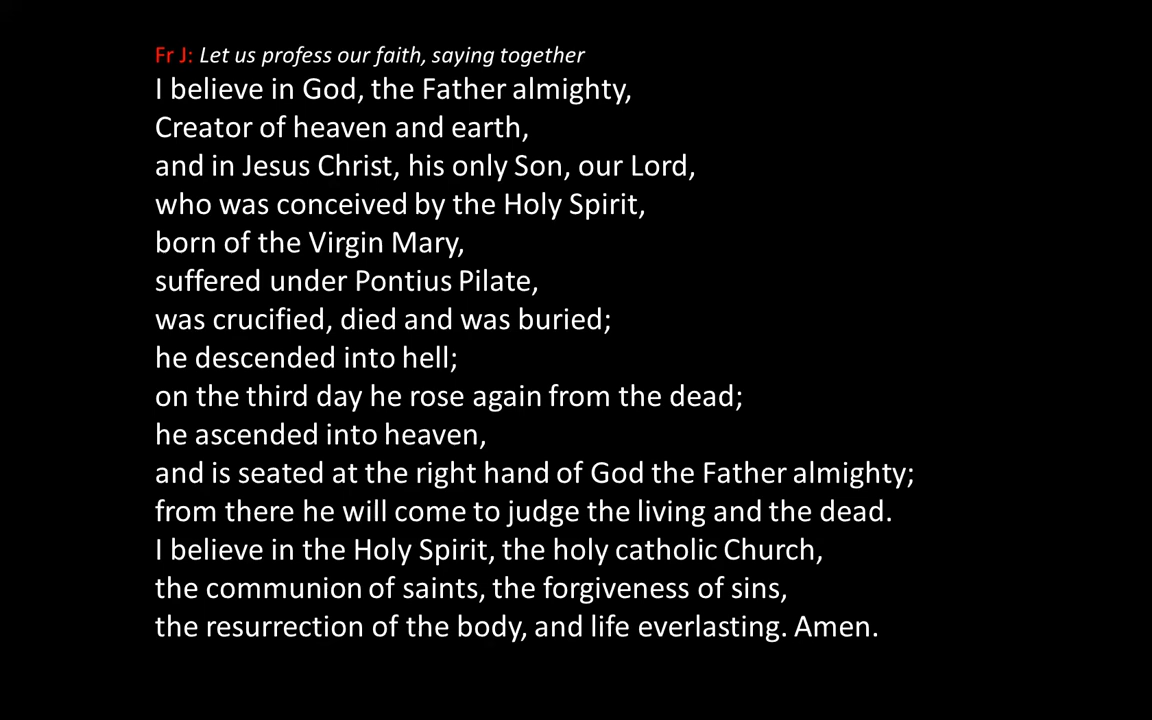 Fr J: Let us profess our faith, saying together
I believe in God, the Father almighty,
Creator of heaven and earth,
and in Jesus Christ, his only Son, our Lord,
who was conceived by the Holy Spirit,
born of the Virgin Mary,
suffered under Pontius Pilate,
was crucified, died and was buried;
he descended into hell;
on the third day he rose again from the dead;
he ascended into heaven,
and is seated at the right hand of God the Father almighty;
from there he will come to judge the living and the dead.
I believe in the Holy Spirit, the holy catholic Church,
the communion of saints, the forgiveness of sins,
the resurrection of the body, and life everlasting. Amen.